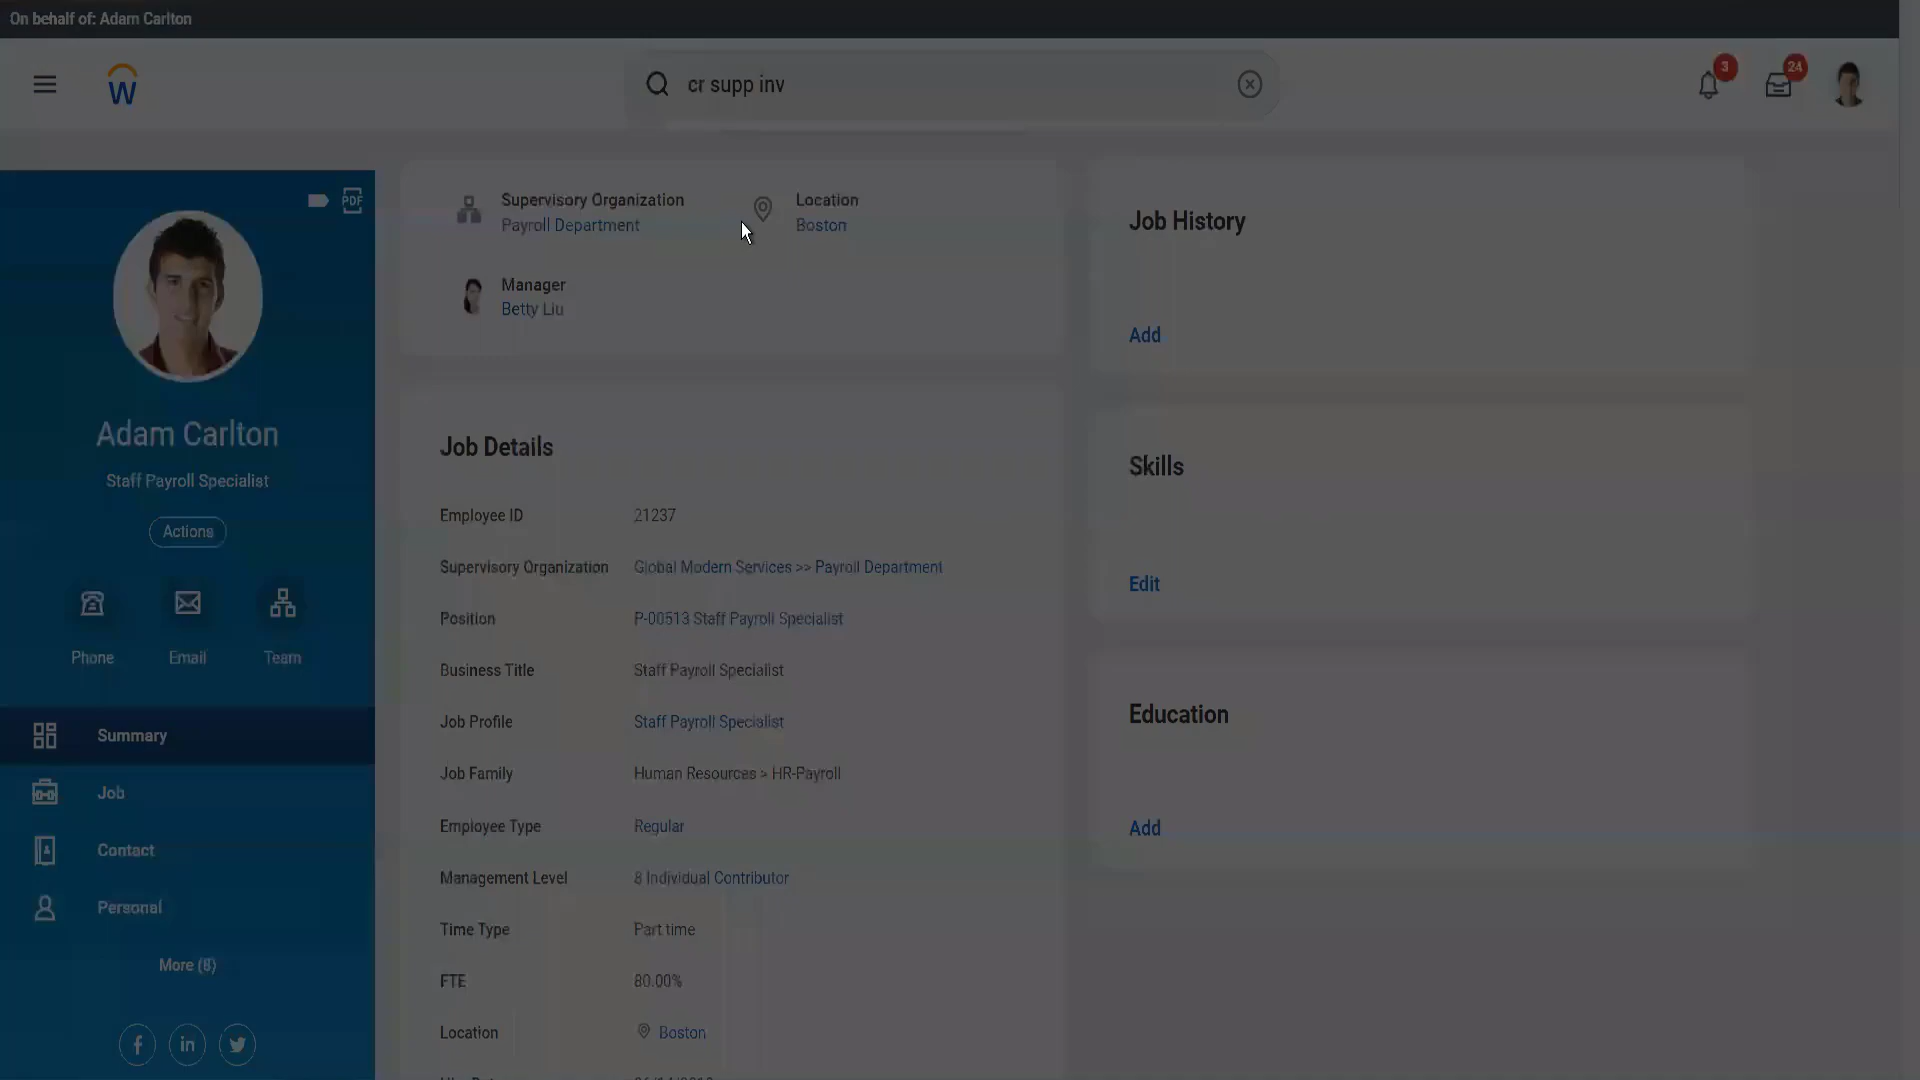 On behalf of: Adam Carlton
W
cr supp inv
3
24
PDF
Adam Carlton
Staff Payroll Specialist
Actions
Phone
Email
Team
Summary
Job
Contact
Personal
More (8)
f
in
Supervisory Organization
Payroll Department
Location
Boston
Manager
Betty Liu
Job Details
Employee ID 21237
Supervisory Organization Global Modern Services >> Payroll Department
Position P-00513 Staff Payroll Specialist
Business Title Staff Payroll Specialist
Job Profile Staff Payroll Specialist
Job Family Human Resources > HR-Payroll
Employee Type Regular
Management Level 8 Individual Contributor
Time Type Part time
FTE 80.00%
Location Boston
Job History
Add
Skills
Edit
Education
Add